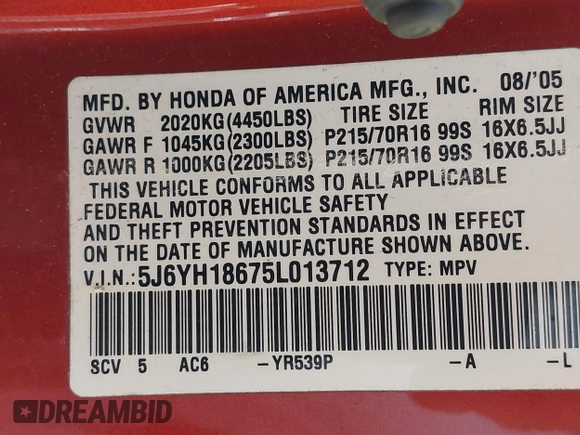 MFD. BY HONDA OF AMERICA MFG., INC. 08/'05
GVWR 2020KG(4450LBS) TIRE SIZE RIM SIZE
GAWR F 1045KG(2300LBS) P215/70R16 99S 16X6.5JJ
GAWR R 1000KG(2205LBS) P215/70R16 99S 16X6.5JJ
THIS VEHICLE CONFORMS TO ALL APPLICABLE
FEDERAL MOTOR VEHICLE SAFETY
AND THEFT PREVENTION STANDARDS IN EFFECT
ON THE DATE OF MANUFACTURE SHOWN ABOVE.
V.I.N.:5J6YH18675L013712 TYPE: MPV
SCV 5 AC6 -YR539P -A -L
DREAMBID